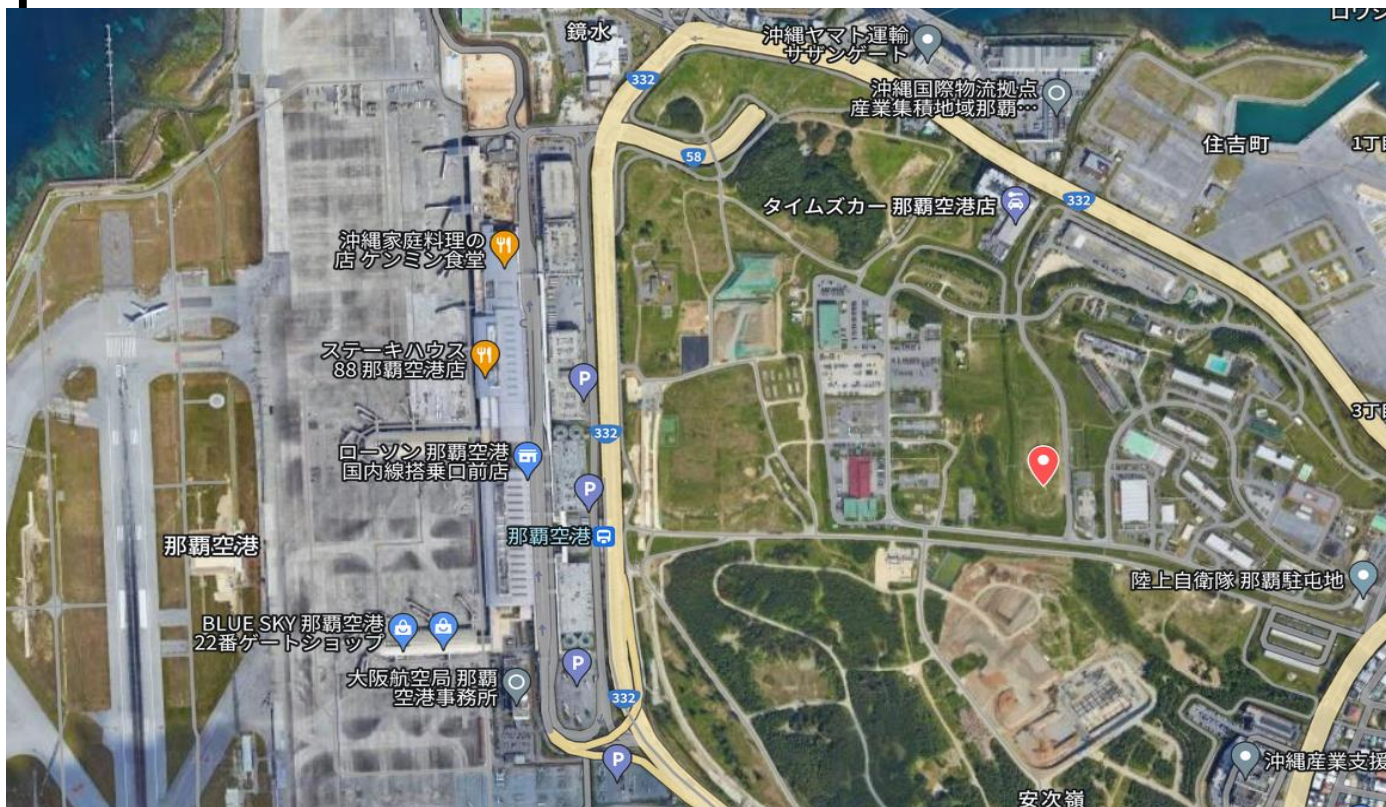 ロワジ
鏡水
沖縄ヤマト運輸
サザンゲート
332
沖縄国際物流拠点
産業集積地域那覇…
住吉町
1丁目
58
タイムズカー 那覇空港店
332
沖縄家庭料理の
店 ケンミン食堂
ステーキハウス
88 那覇空港店
P
3丁目
332
ローソン 那覇空港
国内線搭乗口前店
P
那覇空港
那覇空港
陸上自衛隊 那覇駐屯地
BLUE SKY 那覇空港
22番ゲートショップ
P
大阪航空局 那覇
空港事務所
332
P
沖縄産業支援
安次嶺